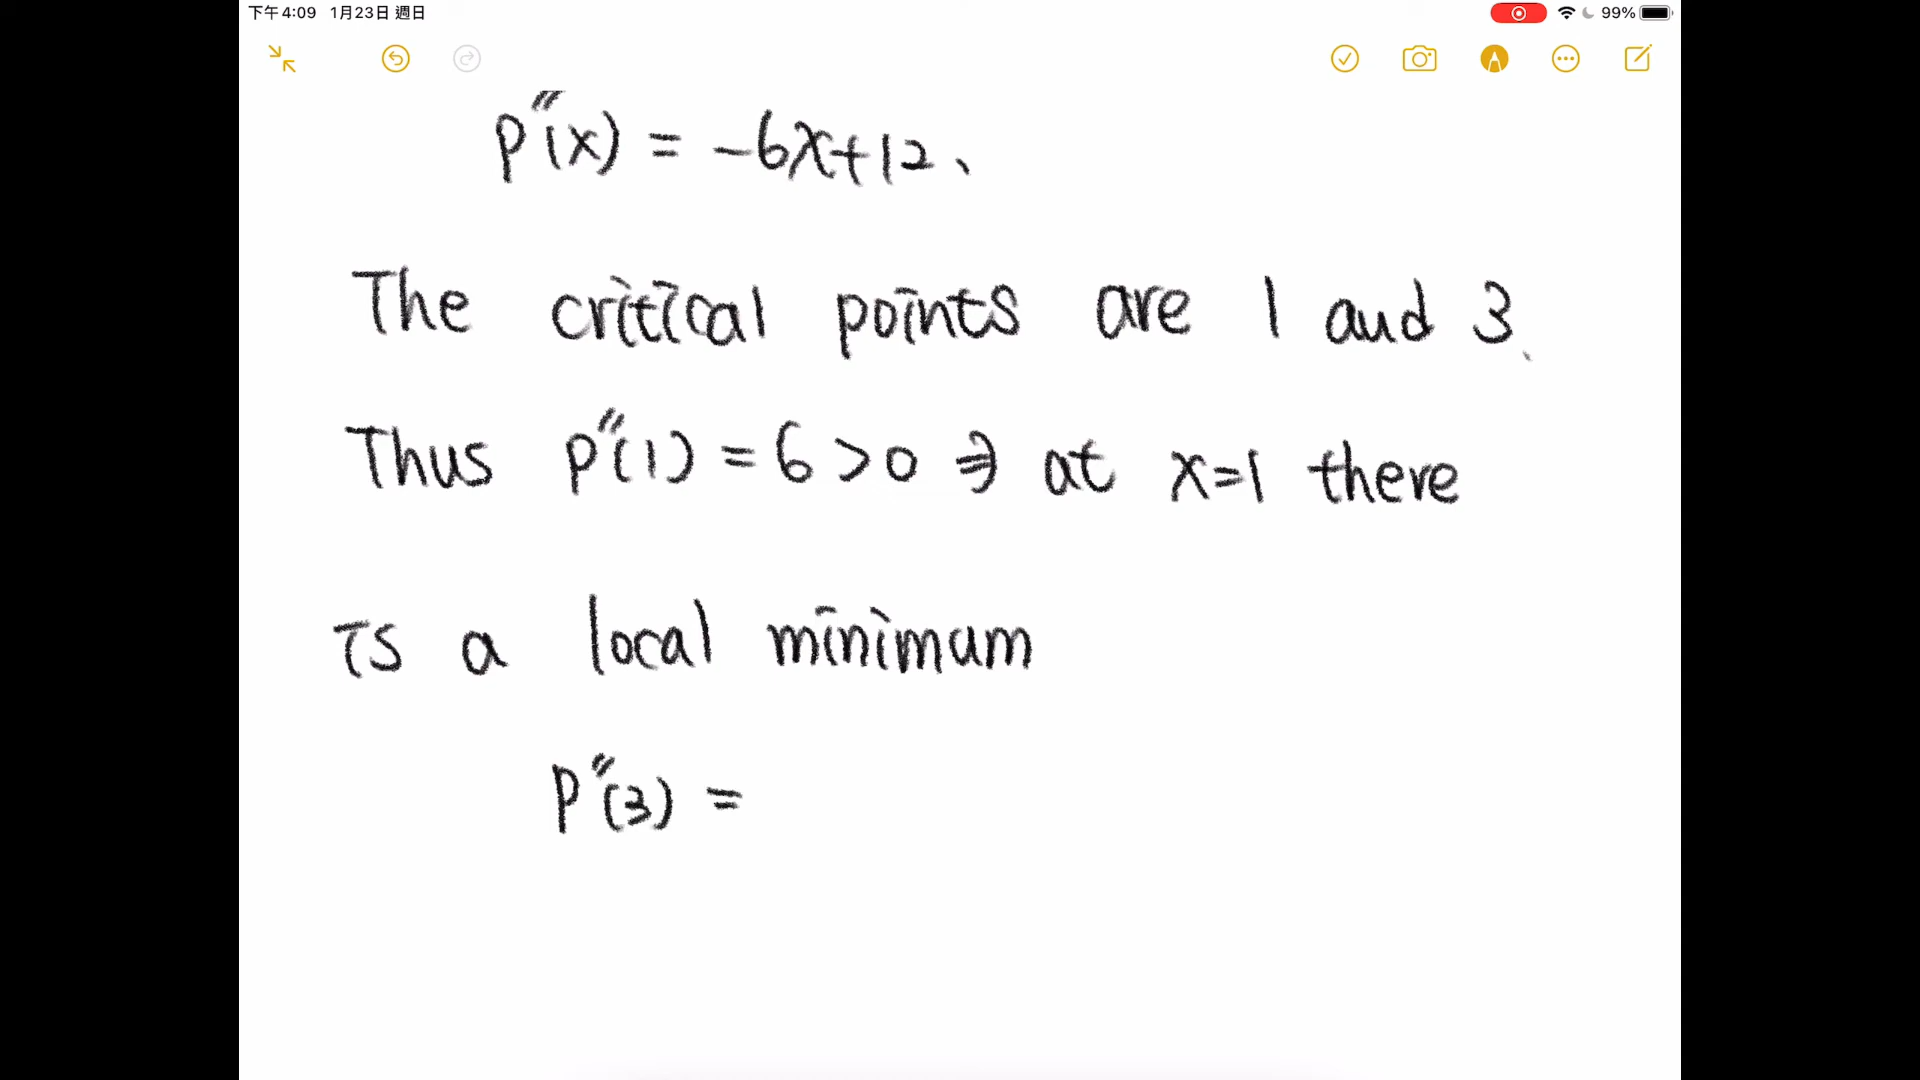 下午4:09 1月23日 週日 99%
P''(x) = -6x+12.
The critical points are 1 and 3.
Thus P''(1) = 6 > 0 ⇒ at x=1 there
is a local minimum
P''(3) =